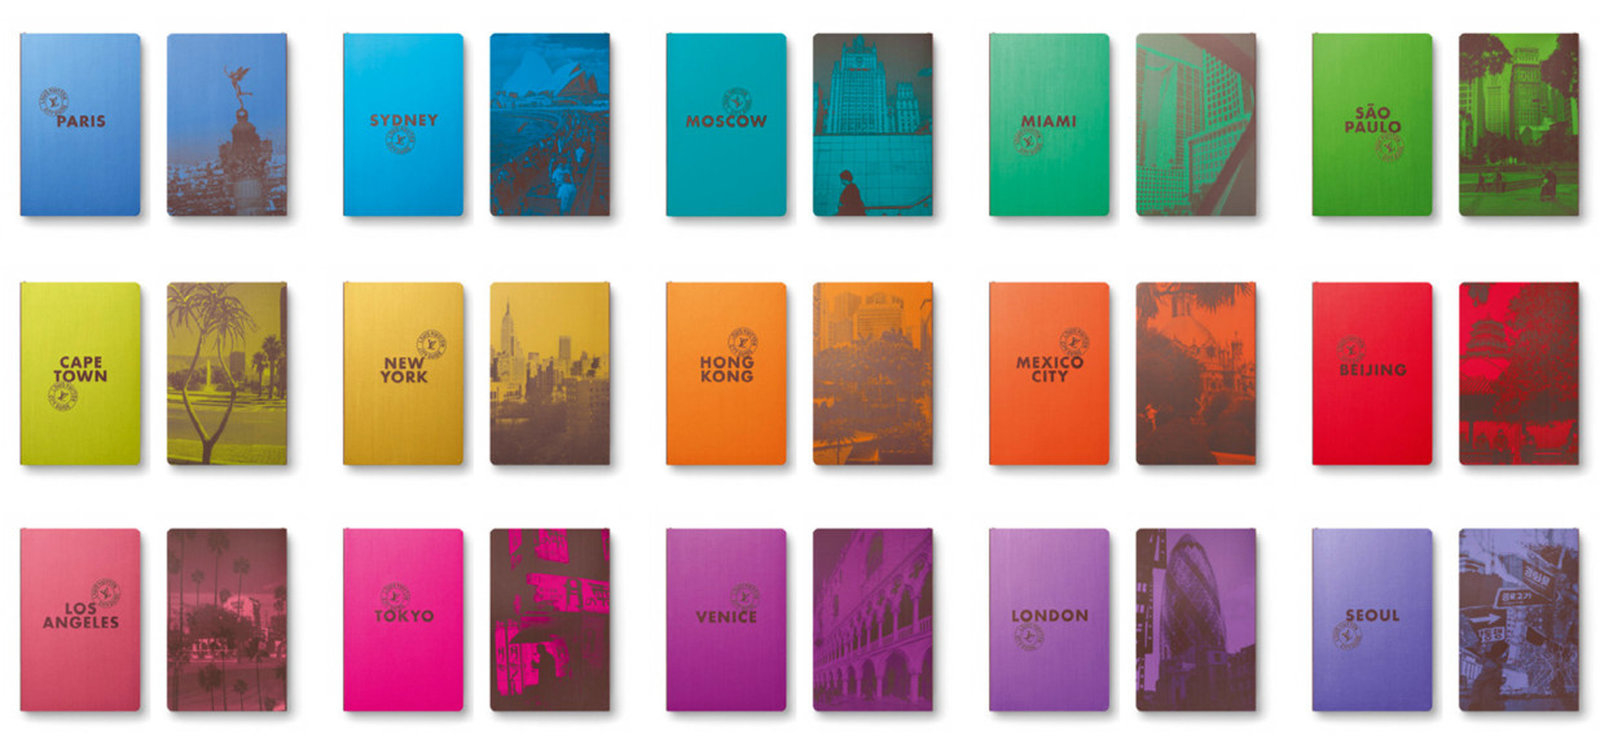 PARIS
SYDNEY
MOSCOW
MIAMI
SÃO
PAULO
CAPE
TOWN
NEW
YORK
HONG
KONG
MEXICO
CITY
BEIJING
LOS
ANGELES
TOKYO
VENICE
LONDON
SEOUL